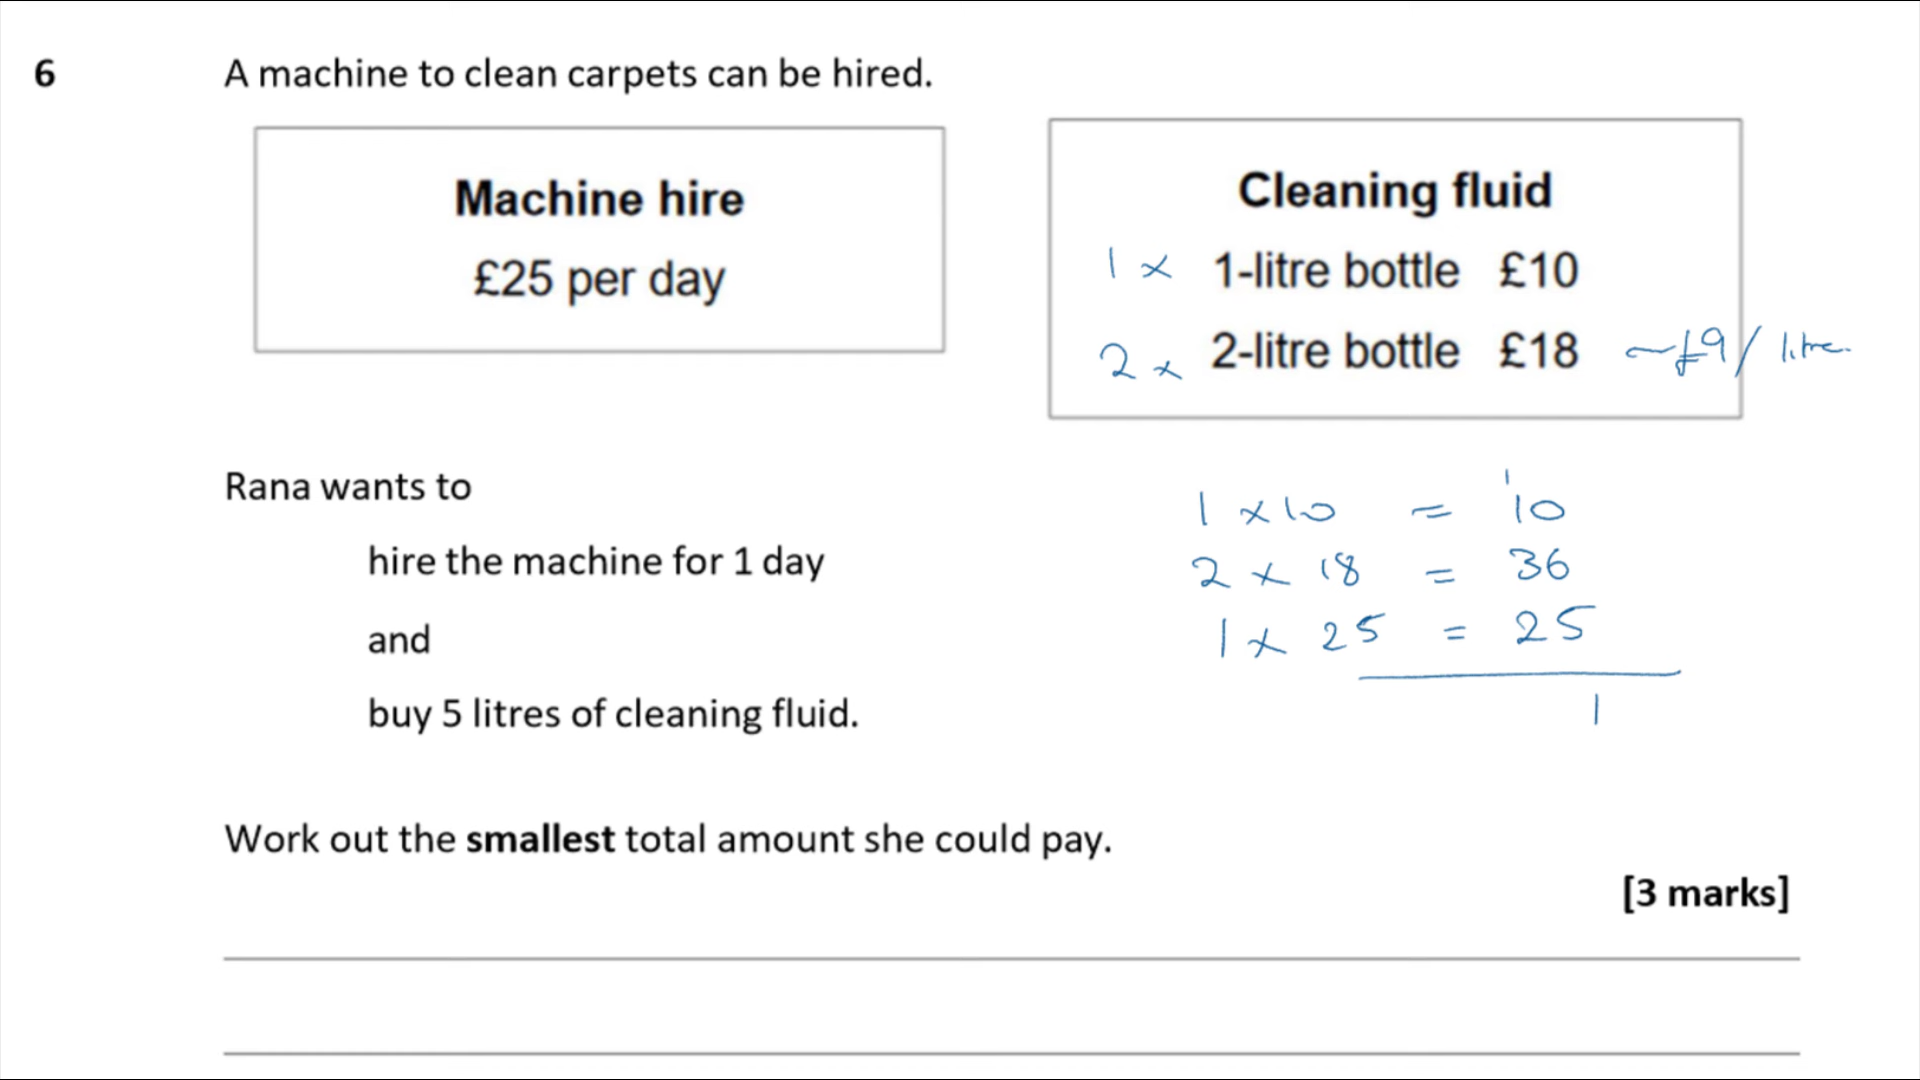 6 A machine to clean carpets can be hired.
Machine hire
£25 per day
Cleaning fluid
1 × 1-litre bottle £10
2 × 2-litre bottle £18 ~£9/litre.
Rana wants to
hire the machine for 1 day
and
buy 5 litres of cleaning fluid.
1
1 × 10 = 10
2 × 18 = 36
1 × 25 = 25
1
Work out the smallest total amount she could pay.
[3 marks]